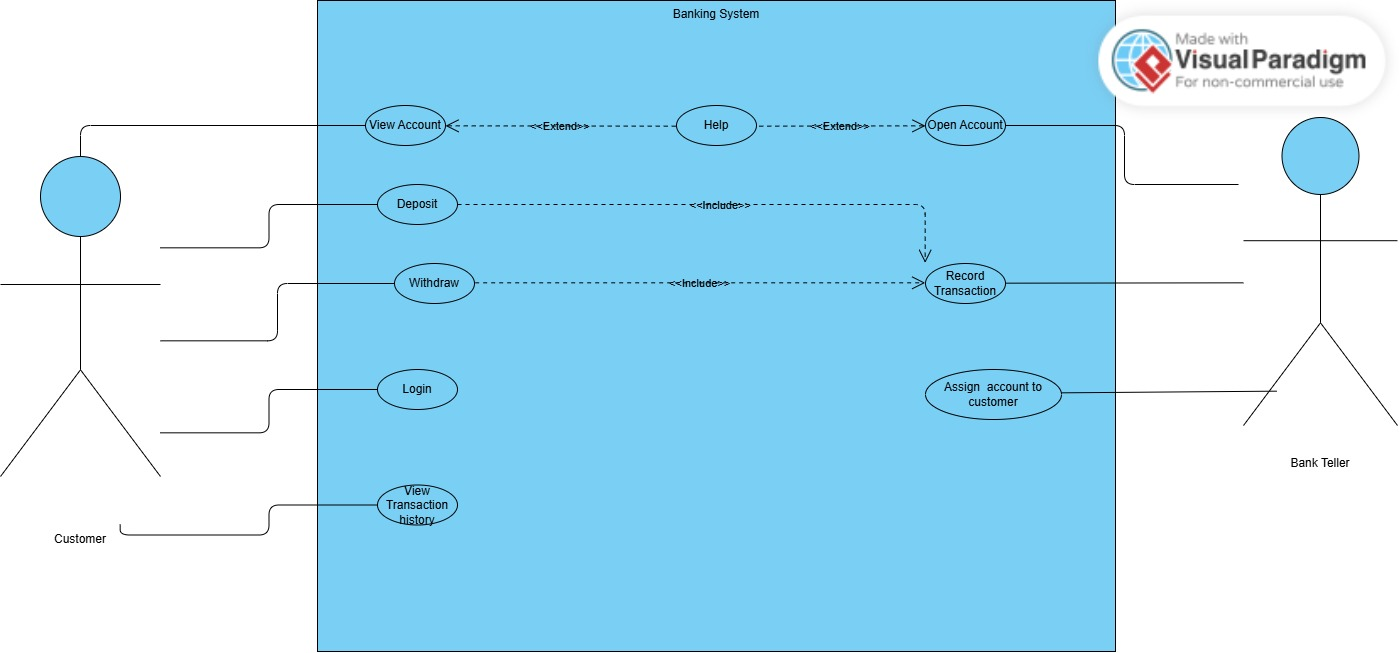 Banking System
Made with
Visual Paradigm
For non-commercial use
View Account
<<Extend>>
Help
<<Extend>>
Open Account
Deposit
<<Include>>
Withdraw
<<Include>>
Record
Transaction
Login
Assign account to
customer
Bank Teller
View
Transaction
history
Customer